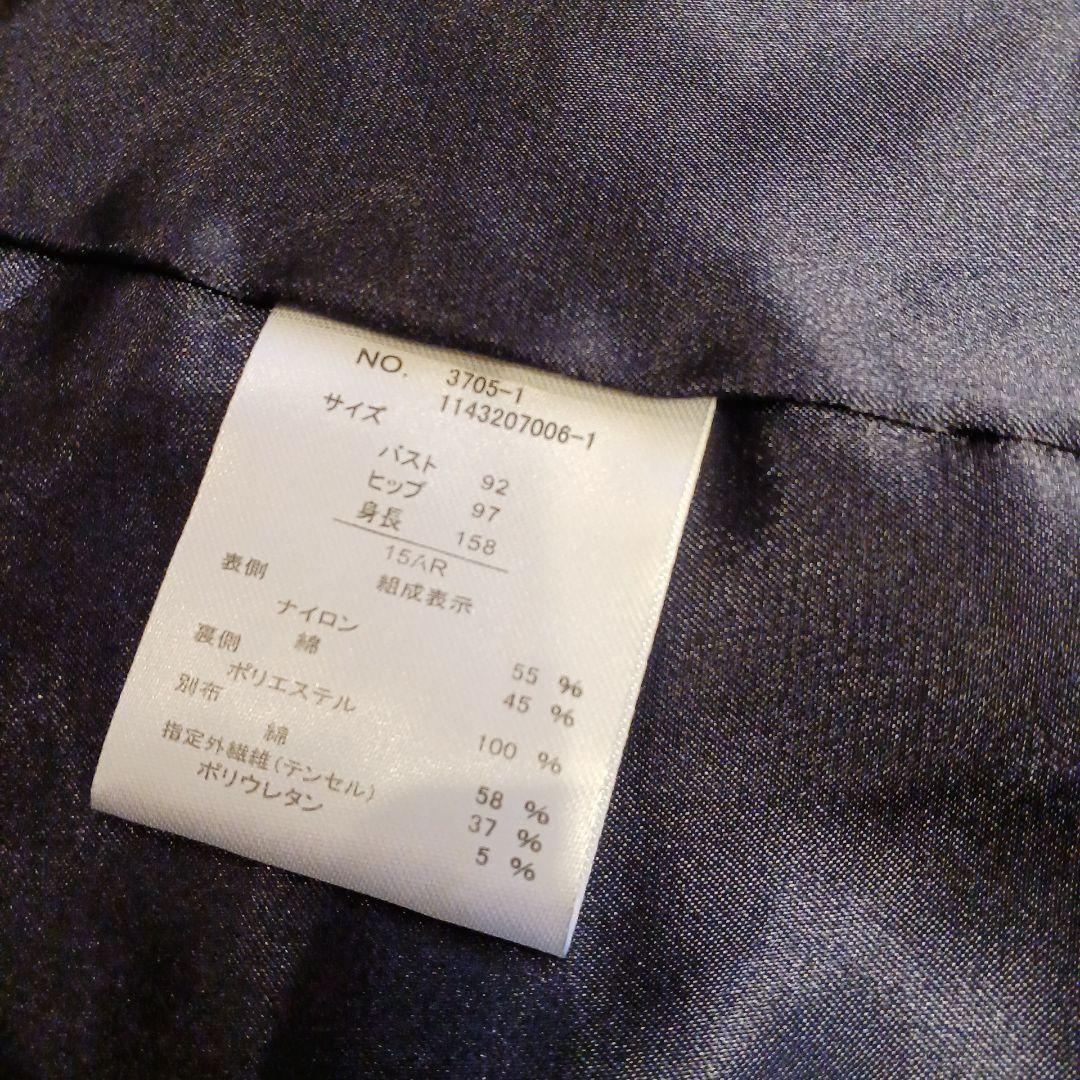 NO. 3705-1
1143207006-1
サイズ
バスト 92
ヒップ 97
身長 158
15AR
組成表示
表側
ナイロン 55 %
綿 45 %
裏側
ポリエステル 100 %
別布
綿 58 %
指定外繊維(テンセル) 37 %
ポリウレタン 5 %